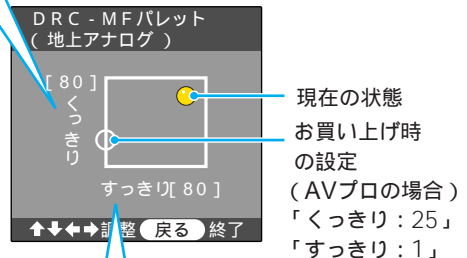 DRC-MFパレット
(地上アナログ)
[80]
くっきり
すっきり[80]
調整 戻る 終了
現在の状態
お買い上げ時
の設定
(AVプロの場合)
「くっきり:25」
「すっきり:1」